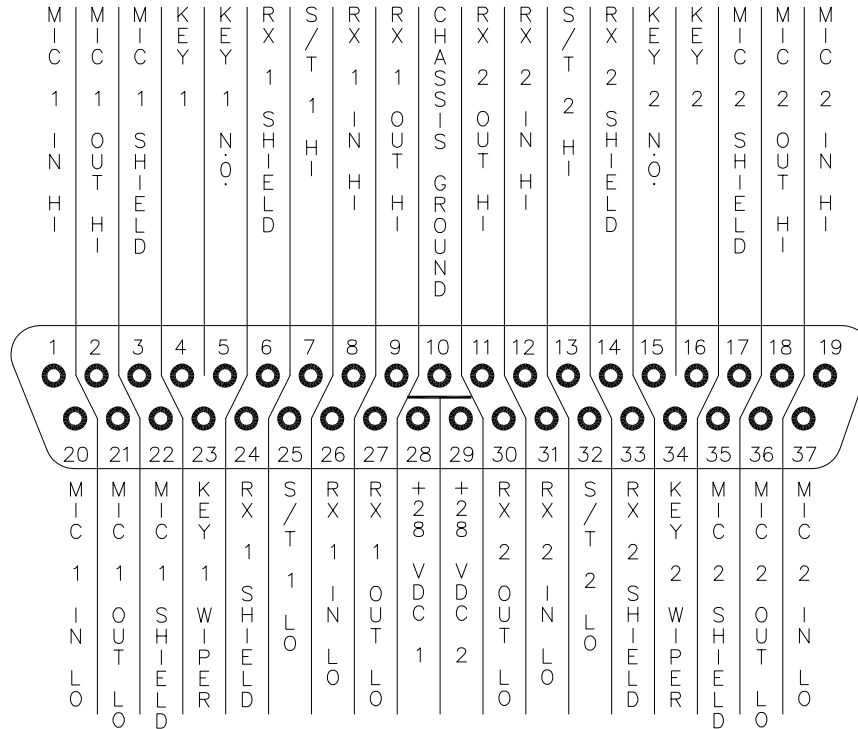 MIC 1 IN HI
MIC 1 OUT HI
MIC 1 SHIELD
KEY 1
KEY 1 N.O.
RX 1 SHIELD
S/T 1 HI
RX 1 IN HI
RX 1 OUT HI
CHASSIS GROUND
RX 2 OUT HI
RX 2 IN HI
S/T 2 HI
RX 2 SHIELD
KEY 2 N.O.
KEY 2
MIC 2 SHIELD
MIC 2 OUT HI
MIC 2 IN HI
1 2 3 4 5 6 7 8 9 10 11 12 13 14 15 16 17 18 19
20 21 22 23 24 25 26 27 28 29 30 31 32 33 34 35 36 37
MIC 1 IN LO
MIC 1 OUT LO
MIC 1 SHIELD
KEY 1 WIPER
RX 1 SHIELD
S/T 1 LO
RX 1 IN LO
RX 1 OUT LO
+28 VDC 1
+28 VDC 2
RX 2 OUT LO
RX 2 IN LO
S/T 2 LO
RX 2 SHIELD
KEY 2 WIPER
MIC 2 SHIELD
MIC 2 OUT LO
MIC 2 IN LO